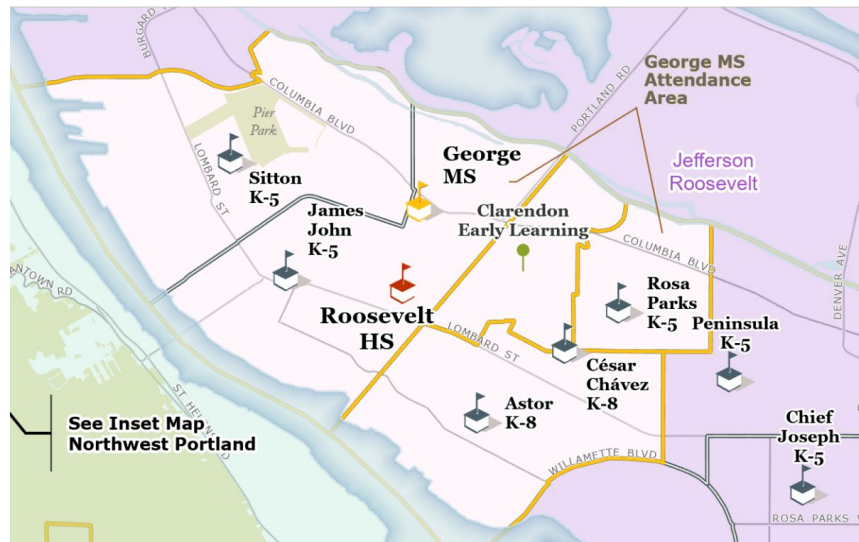 BURGARD
PORTLAND RD
George MS
Attendance
Area
COLUMBIA BLVD
Pier
Park
George
MS
Jefferson
Roosevelt
Sitton
K-5
LOMBARD ST
James
John
K-5
Clarendon
Early Learning
COLUMBIA BLVD
DENVER AVE
Rosa
Parks
K-5
Peninsula
K-5
Roosevelt
HS
LOMBARD ST
César
Chávez
K-8
Astor
K-8
ST HELENS
See Inset Map
Northwest Portland
Chief
Joseph
K-5
WILLAMETTE BLVD
ROSA PARKS